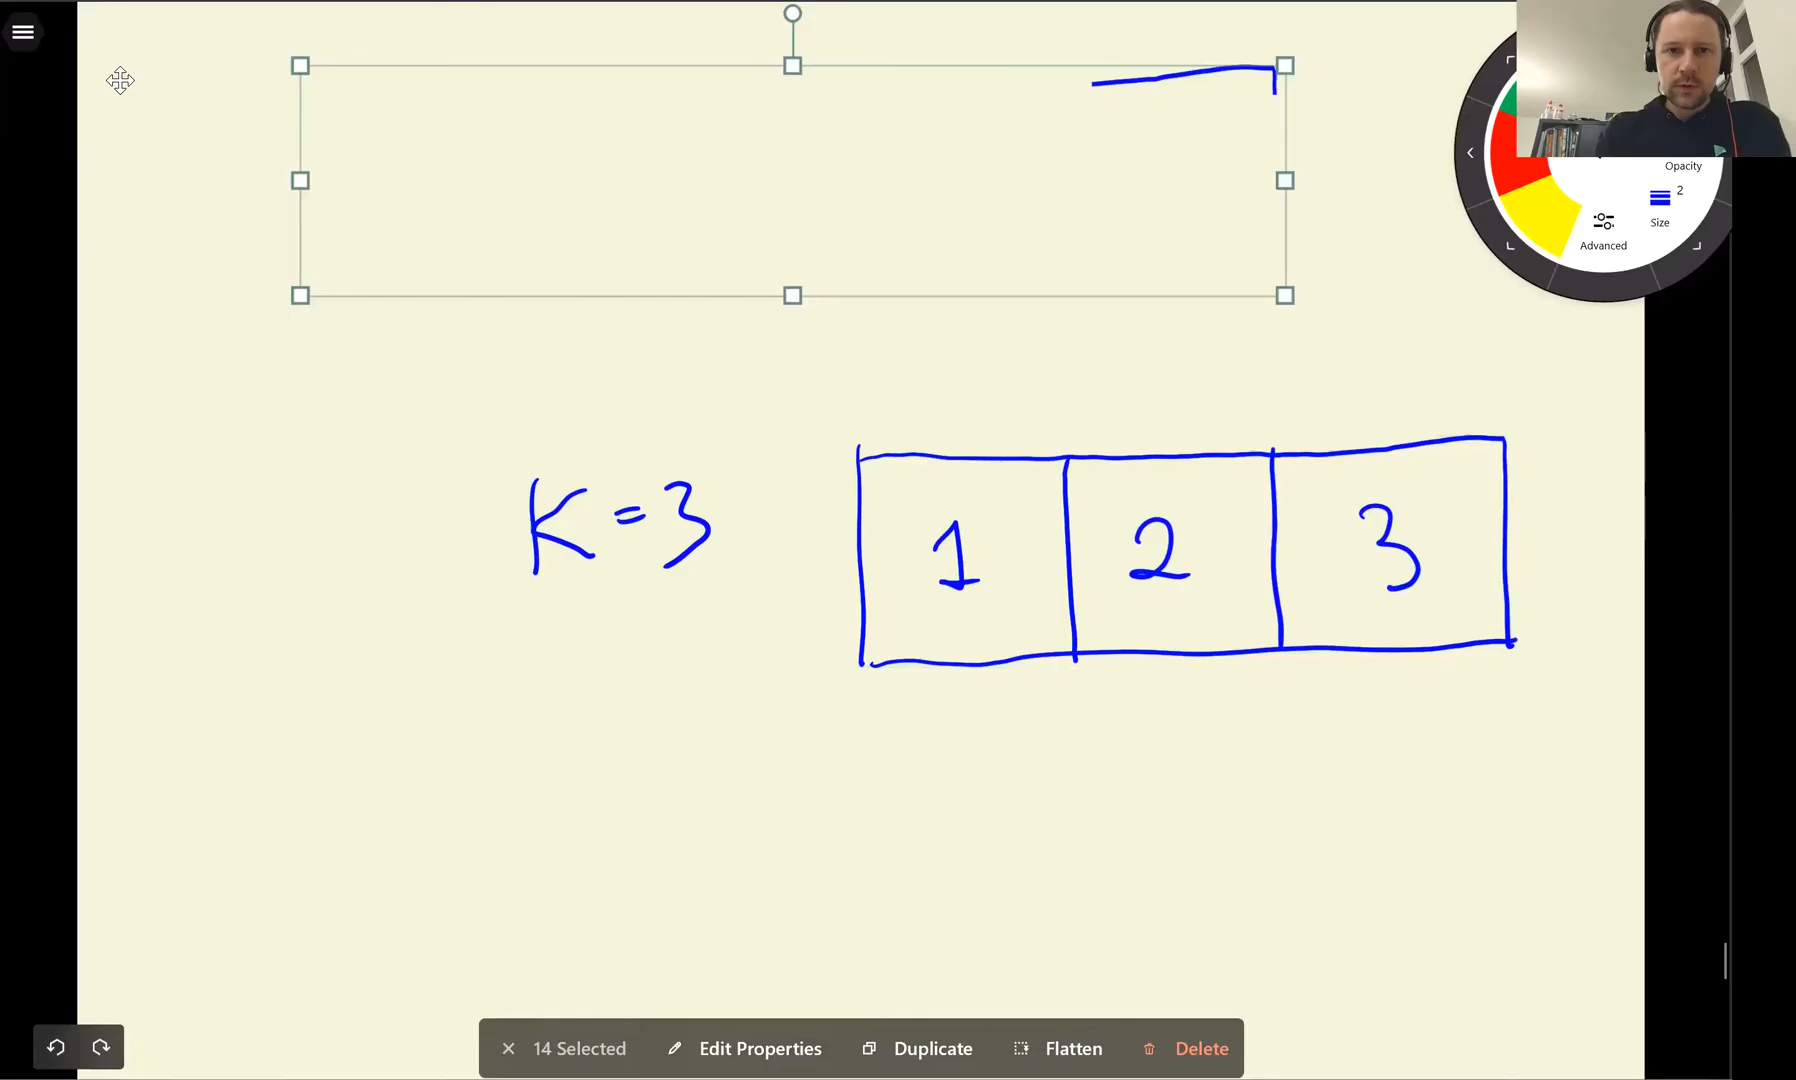 Opacity
2
Size
Advanced
K=3
1 2 3
14 Selected Edit Properties Duplicate Flatten Delete